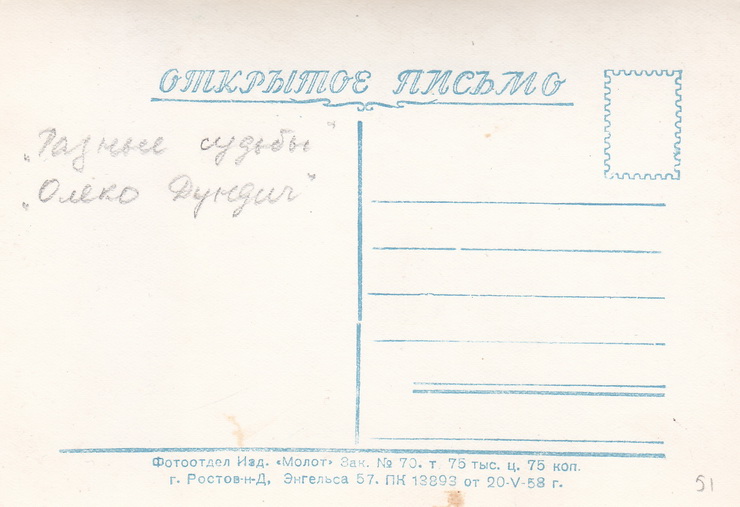 ОТКРЫТОЕ ПИСЬМО
„Разные судьбы"
„Олеко Дундич"
Фотоотдел Изд. «Молот» Зак. № 70. т 75 тыс. ц. 75 коп.
г. Ростов-н-Д, Энгельса 57. ПК 13893 от 20-V-58 г.
51